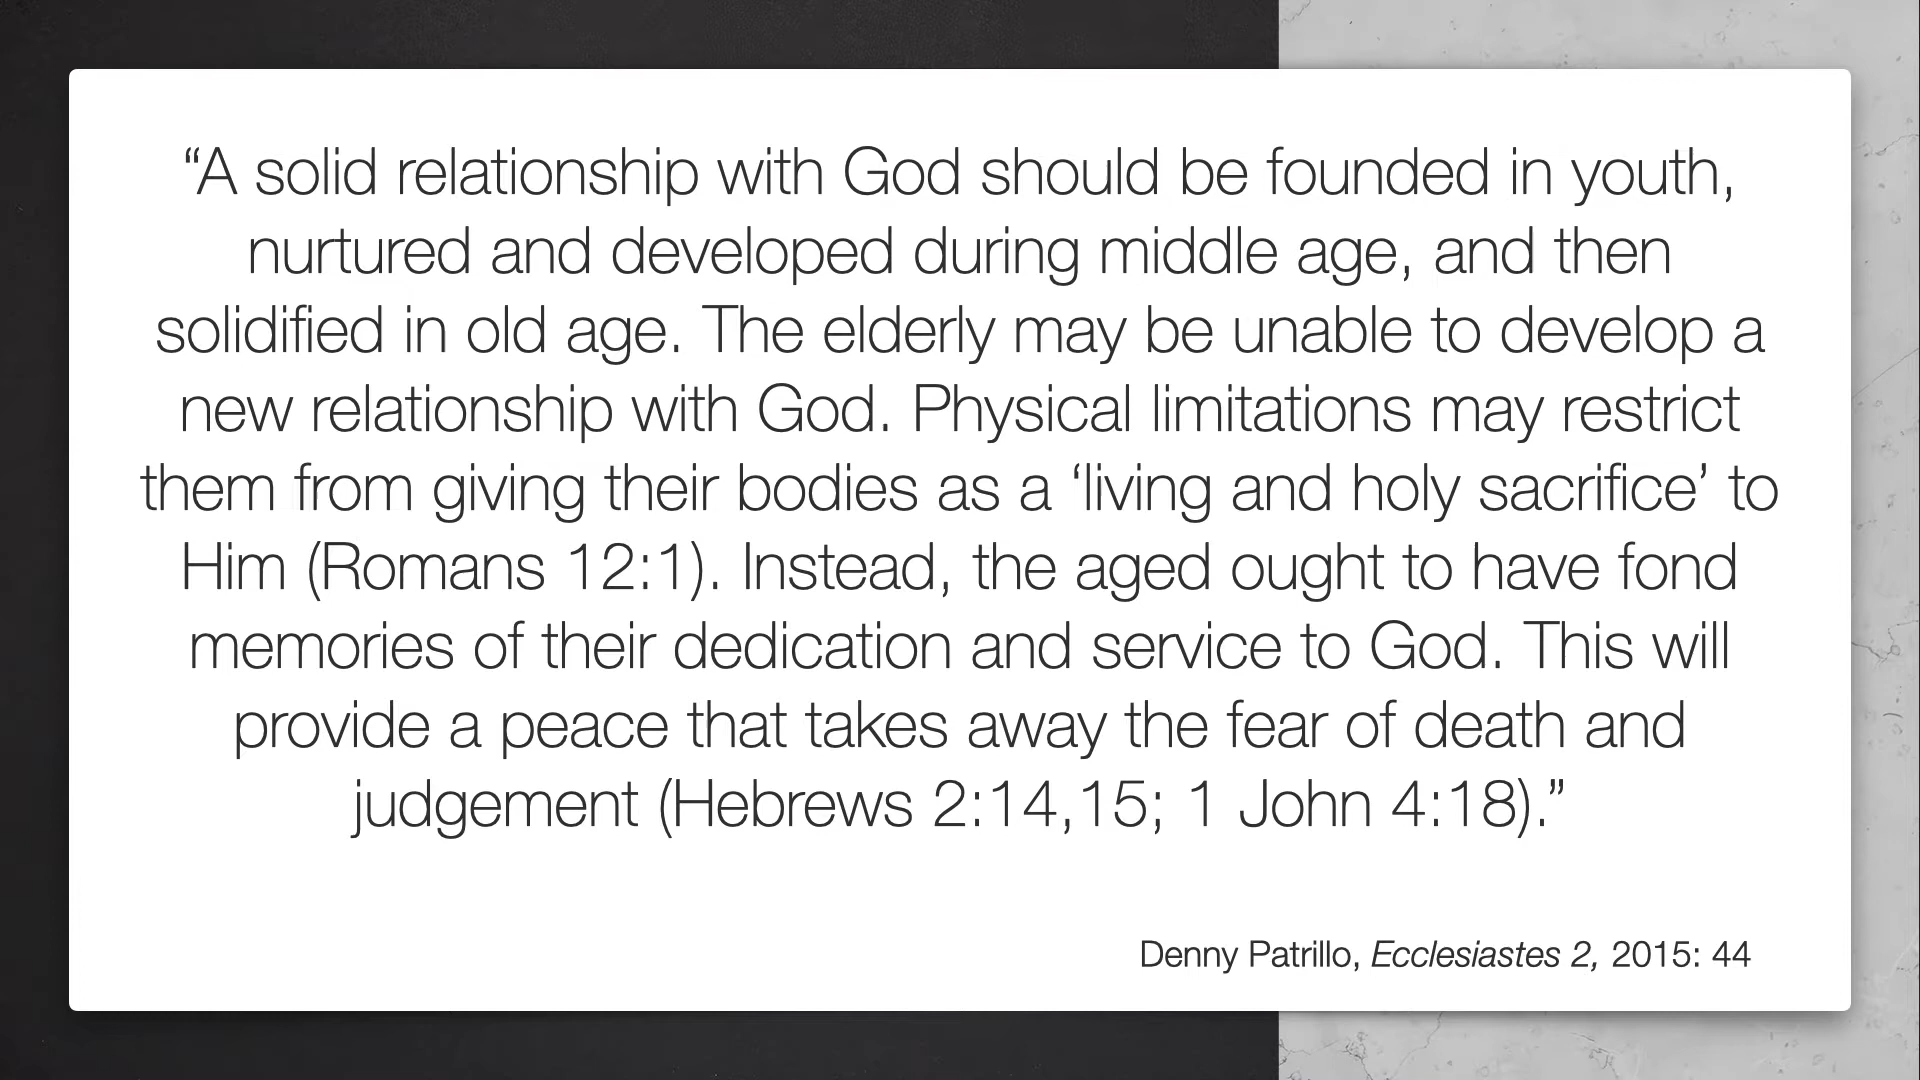 “A solid relationship with God should be founded in youth,
nurtured and developed during middle age, and then
solidified in old age. The elderly may be unable to develop a
new relationship with God. Physical limitations may restrict
them from giving their bodies as a ‘living and holy sacrifice’ to
Him (Romans 12:1). Instead, the aged ought to have fond
memories of their dedication and service to God. This will
provide a peace that takes away the fear of death and
judgement (Hebrews 2:14,15; 1 John 4:18).”
Denny Patrillo, Ecclesiastes 2, 2015: 44